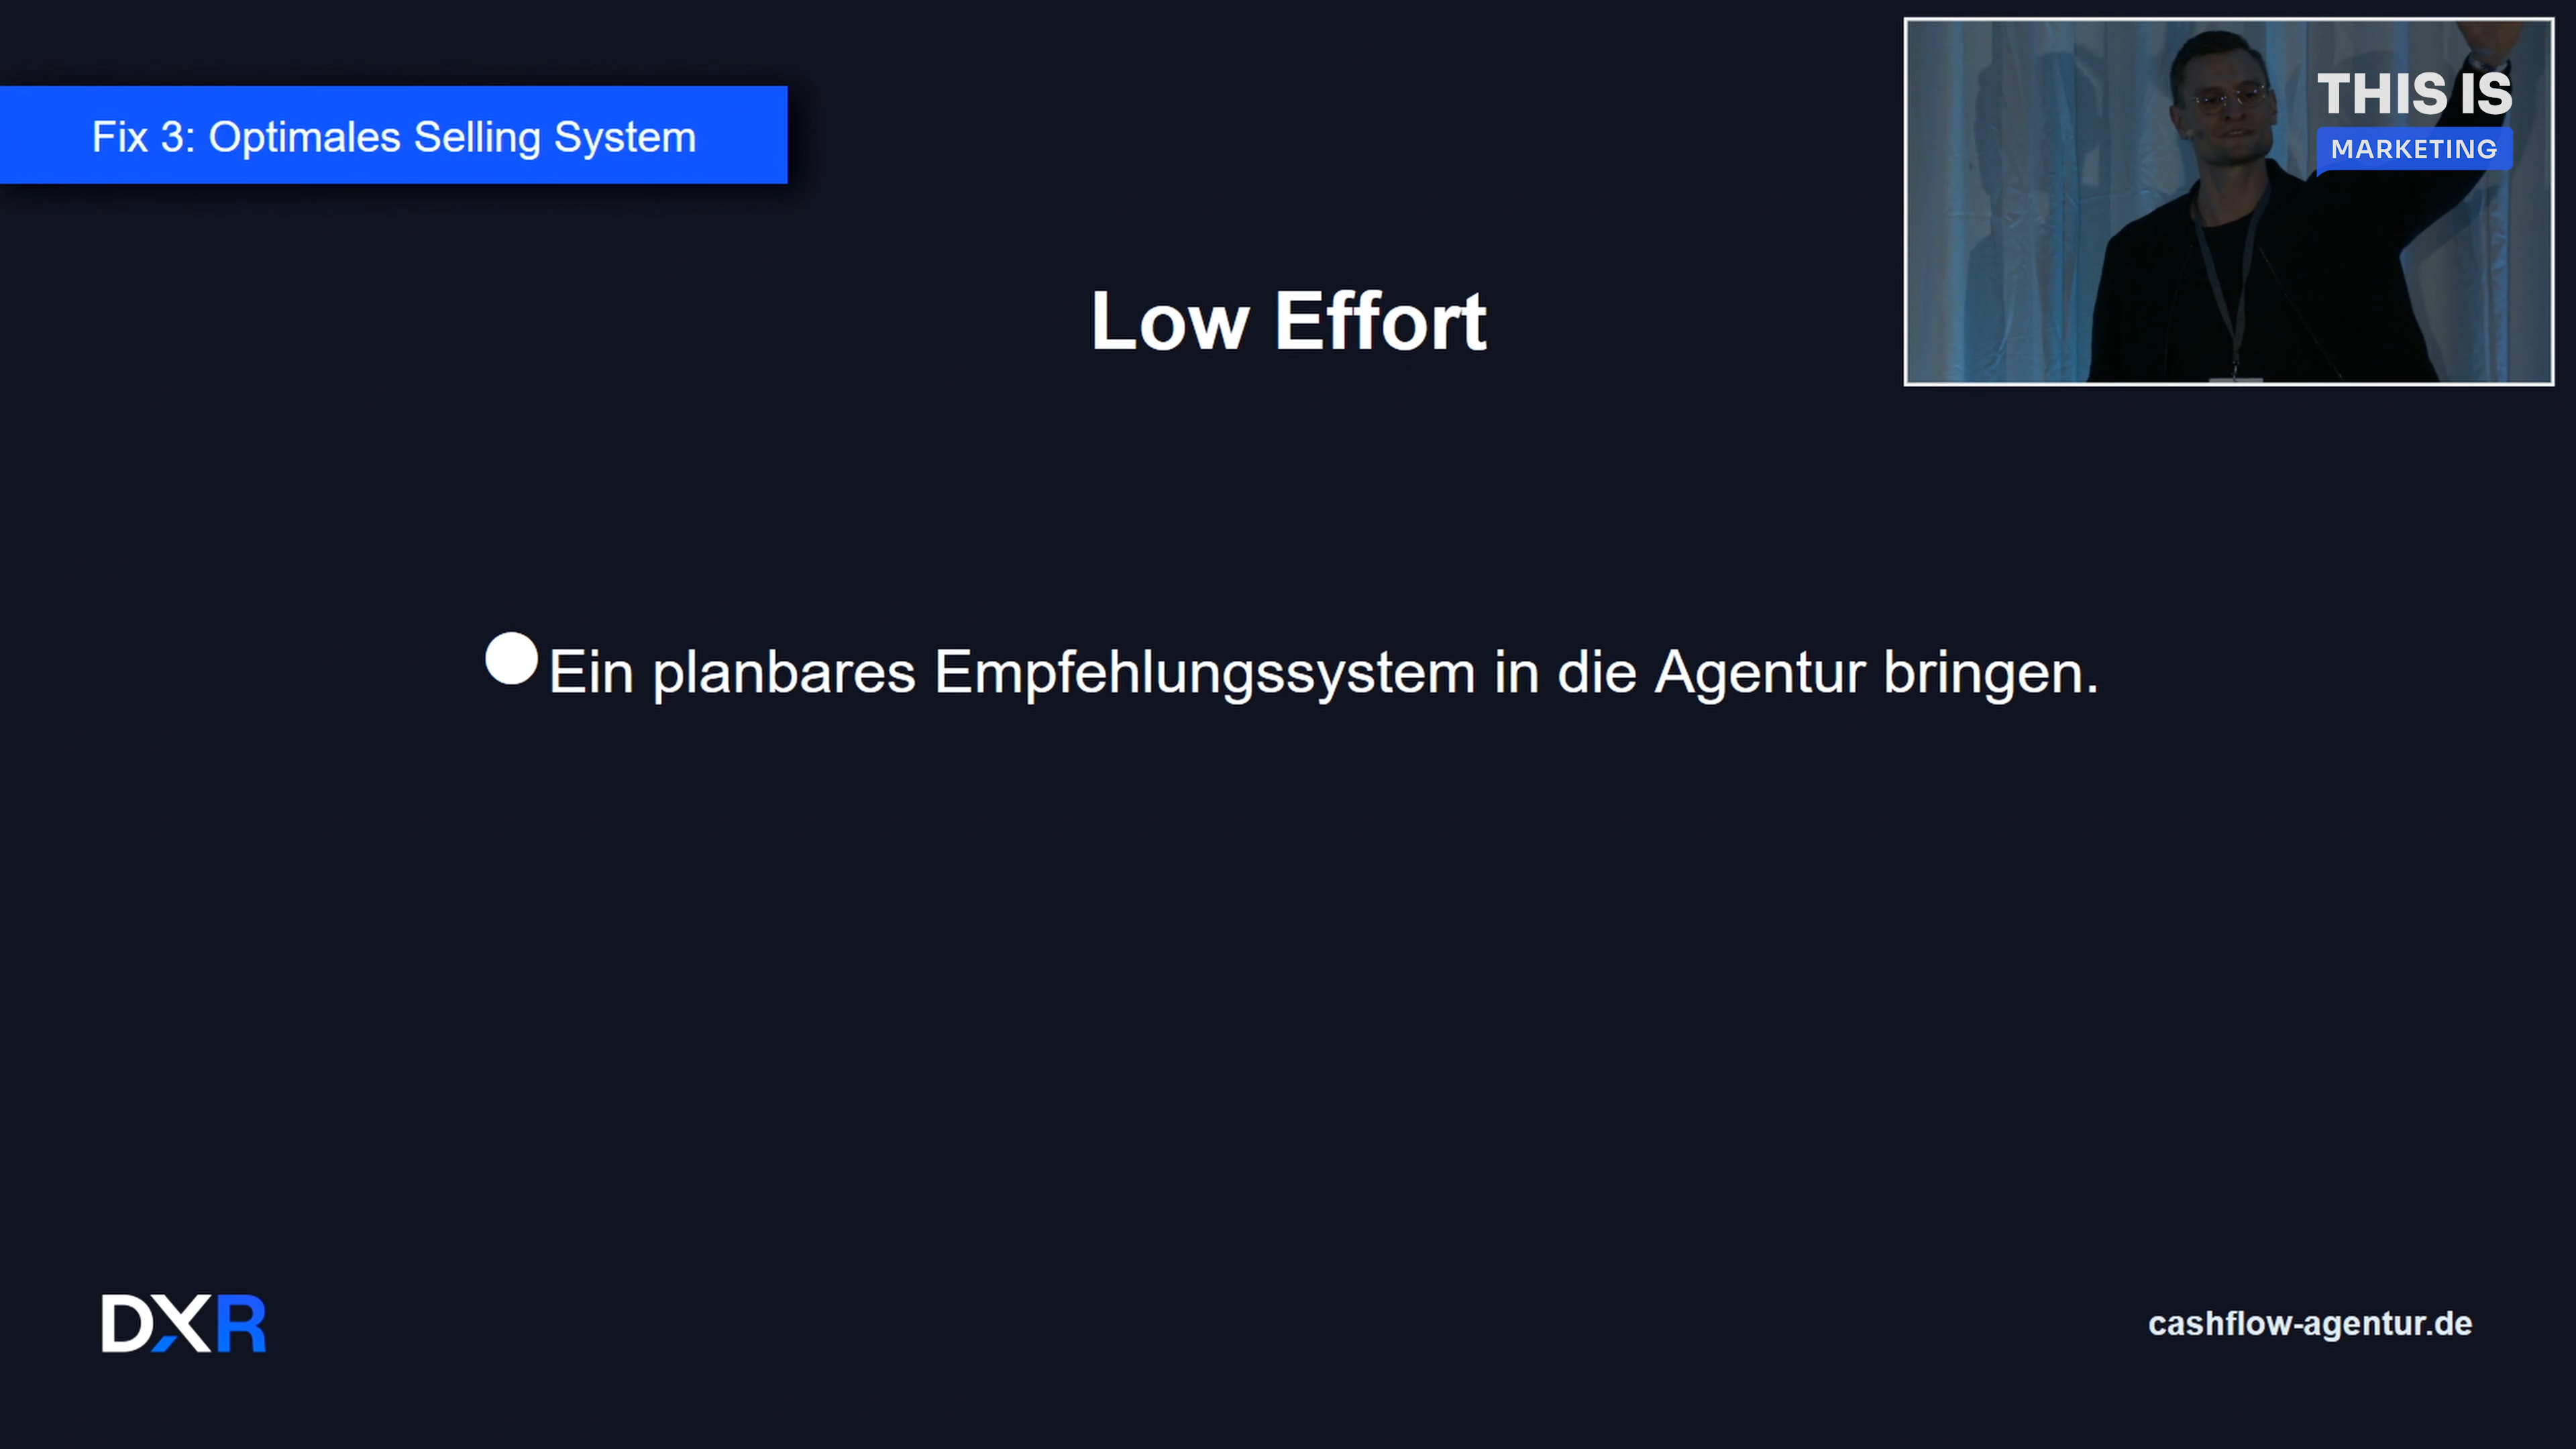 Fix 3: Optimales Selling System
THIS IS
MARKETING
Low Effort
Ein planbares Empfehlungssystem in die Agentur bringen.
DXR
cashflow-agentur.de